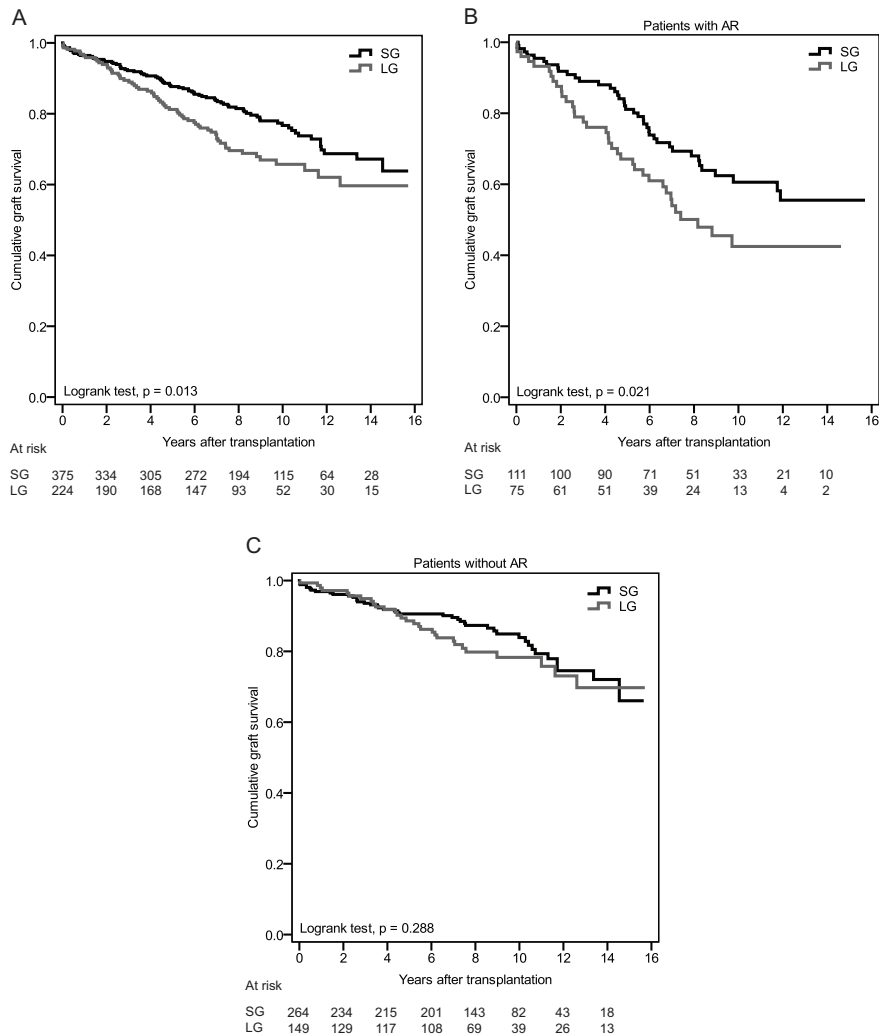 A
1.0
0.8
0.6
0.4
0.2
0.0
Cumulative graft survival
SG
LG
Logrank test, p = 0.013
0 2 4 6 8 10 12 14 16
Years after transplantation
At risk
SG 375 334 305 272 194 115 64 28
LG 224 190 168 147 93 52 30 15
B
Patients with AR
1.0
0.8
0.6
0.4
0.2
0.0
Cumulative graft survival
SG
LG
Logrank test, p = 0.021
0 2 4 6 8 10 12 14 16
Years after transplantation
At risk
SG 111 100 90 71 51 33 21 10
LG 75 61 51 39 24 13 4 2
C
Patients without AR
1.0
0.8
0.6
0.4
0.2
0.0
Cumulative graft survival
SG
LG
Logrank test, p = 0.288
0 2 4 6 8 10 12 14 16
Years after transplantation
At risk
SG 264 234 215 201 143 82 43 18
LG 149 129 117 108 69 39 26 13